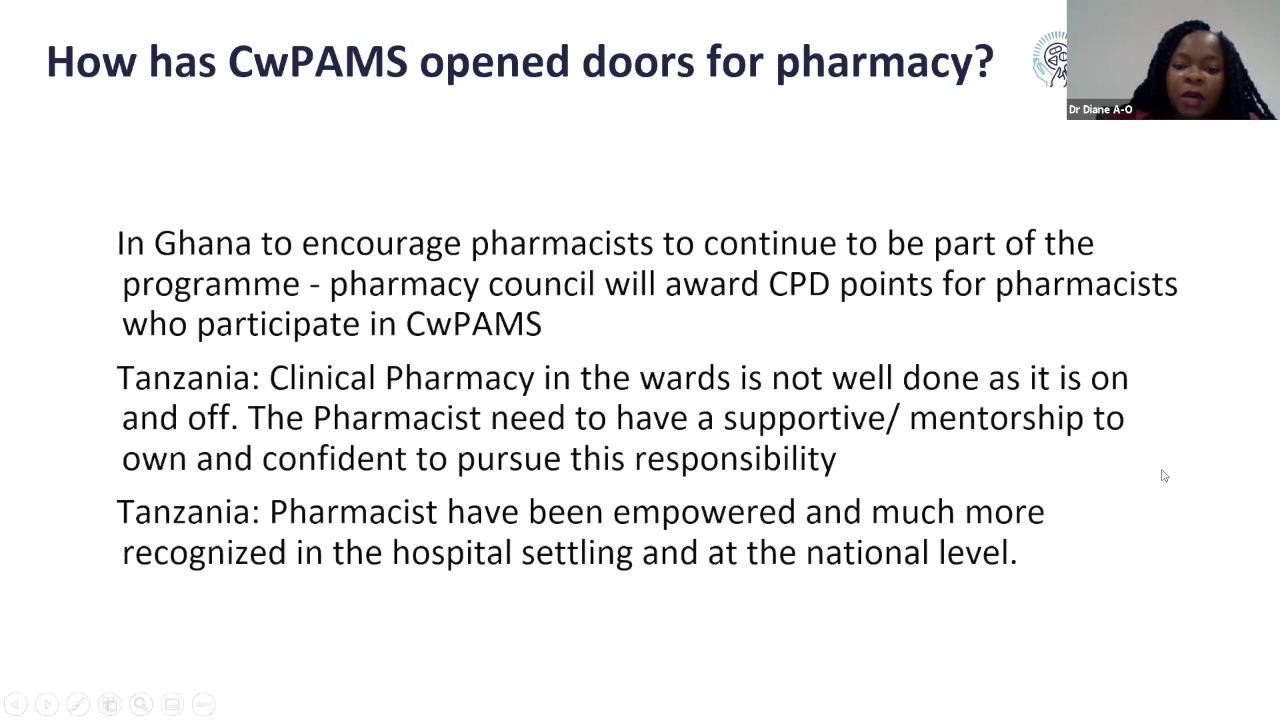 How has CwPAMS opened doors for pharmacy?
Dr Diane A-O
In Ghana to encourage pharmacists to continue to be part of the
programme - pharmacy council will award CPD points for pharmacists
who participate in CwPAMS
Tanzania: Clinical Pharmacy in the wards is not well done as it is on
and off. The Pharmacist need to have a supportive/ mentorship to
own and confident to pursue this responsibility
Tanzania: Pharmacist have been empowered and much more
recognized in the hospital settling and at the national level.